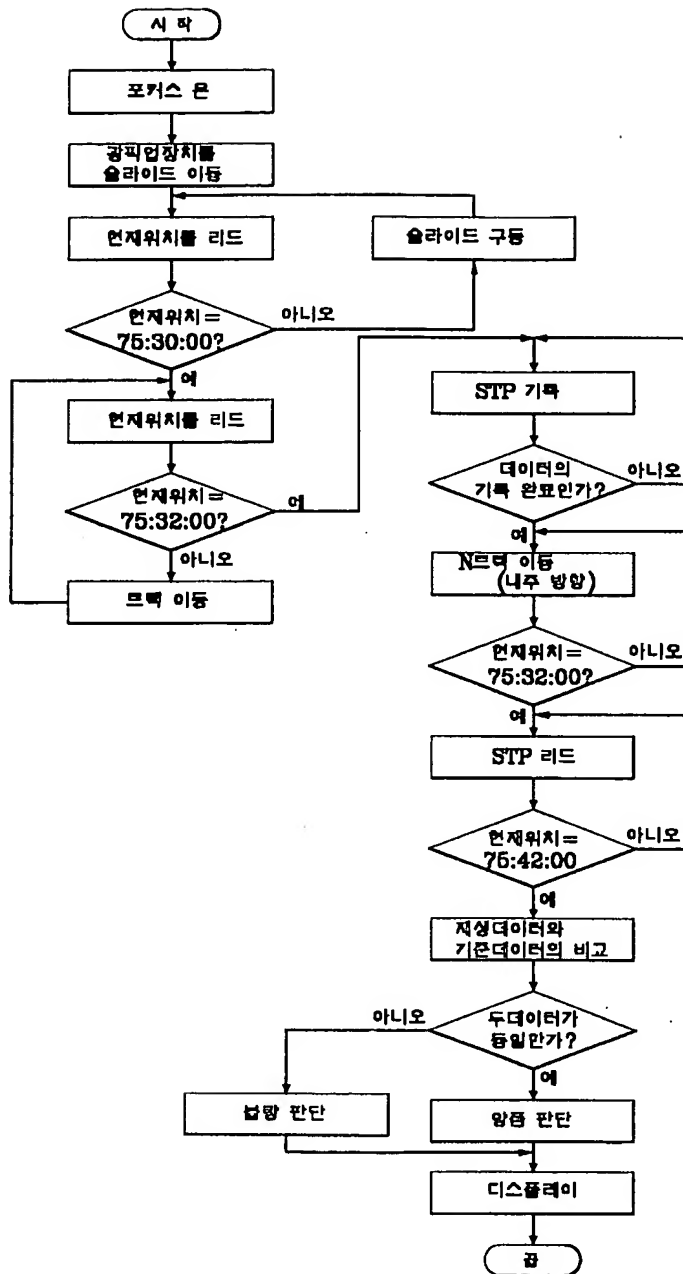 시 작
포커스 온
광픽업장치를
슬라이드 이동
현재위치를 리드
슬라이드 구동
현재위치=
75:30:00?
아니오
예
현재위치를 리드
현재위치=
75:32:00?
예
아니오
트랙 이동
STP 기록
데이터의
기록 완료인가?
아니오
예
N트랙 이동
(내주 방향)
현재위치=
75:32:00?
아니오
예
STP 리드
현재위치=
75:42:00
아니오
예
재생데이터와
기준데이터의 비교
두데이터가
동일한가?
아니오
예
불량 판단
양품 판단
디스플레이
끝